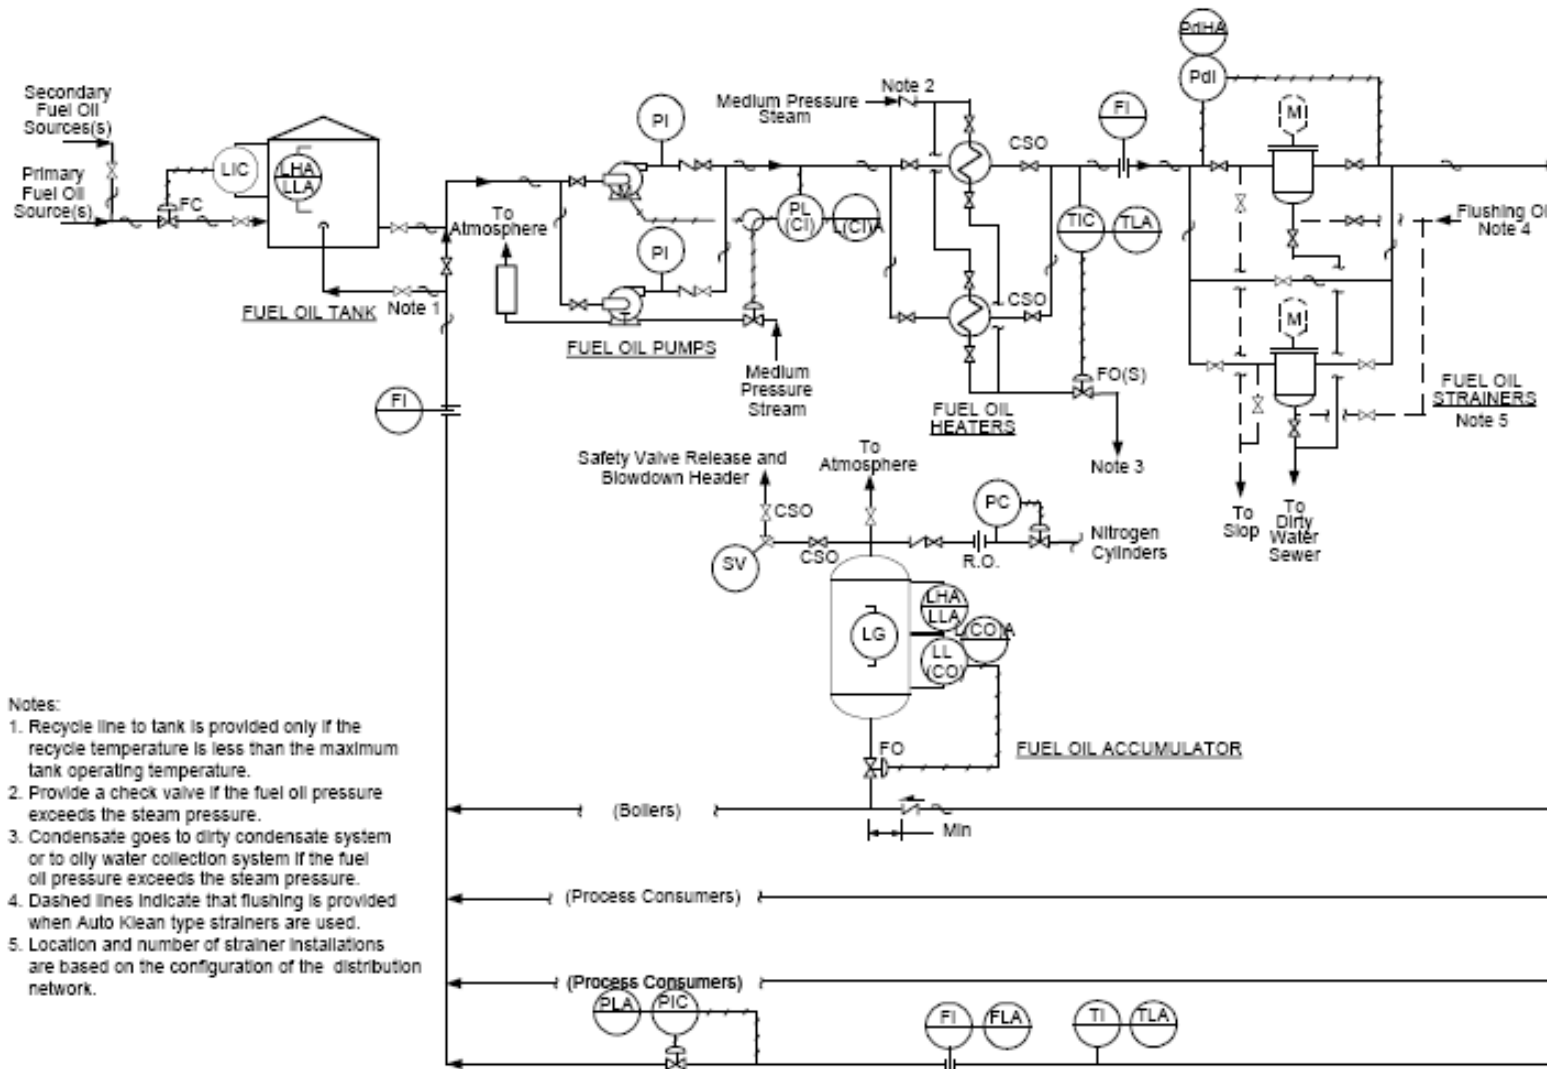 Secondary
Fuel Oil
Sources(s)
Primary
Fuel Oil
Source(s)
FC
LIC
LHA
LLA
FUEL OIL TANK
Note 1
To
Atmosphere
PI
PI
FUEL OIL PUMPS
PL
(CI)
L(CI)A
Medium
Pressure
Stream
Medium Pressure
Steam
Note 2
CSO
CSO
FUEL OIL
HEATERS
FI
TIC
TLA
FO(S)
Note 3
PdHA
PdI
M
M
Flushing Oil
Note 4
FUEL OIL
STRAINERS
Note 5
To
Slop
To
Dirty
Water
Sewer
FI
Safety Valve Release and
Blowdown Header
CSO
SV
CSO
To
Atmosphere
R.O.
PC
Nitrogen
Cylinders
LG
LHA
LLA
L(CO)A
LL
(CO)
FO
FUEL OIL ACCUMULATOR
(Boilers)
Min
(Process Consumers)
(Process Consumers)
PLA
PIC
FI
FLA
TI
TLA
Notes:
1. Recycle line to tank is provided only if the
recycle temperature is less than the maximum
tank operating temperature.
2. Provide a check valve if the fuel oil pressure
exceeds the steam pressure.
3. Condensate goes to dirty condensate system
or to oily water collection system if the fuel
oil pressure exceeds the steam pressure.
4. Dashed lines indicate that flushing is provided
when Auto Klean type strainers are used.
5. Location and number of strainer installations
are based on the configuration of the distribution
network.